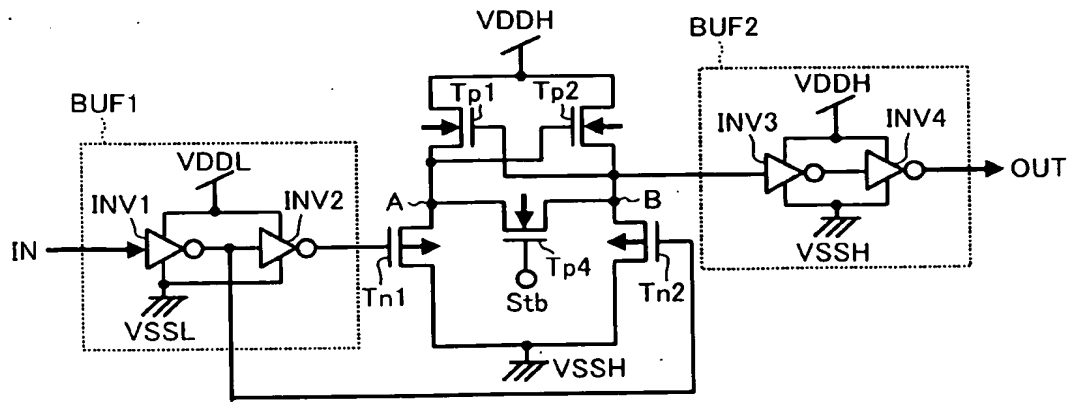 VDDH
BUF2
BUF1
Tp1
Tp2
VDDH
INV3
INV4
VDDL
INV1
INV2
OUT
A
B
IN
Tp4
VSSH
Tn1
Stb
Tn2
VSSL
VSSH